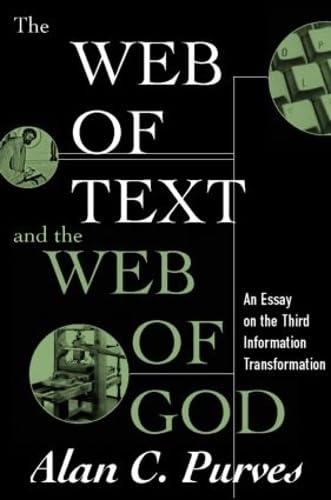 The
WEB
OF
TEXT
and the
WEB
OF
GOD
An Essay
on the Third
Information
Transformation
Alan C. Purves